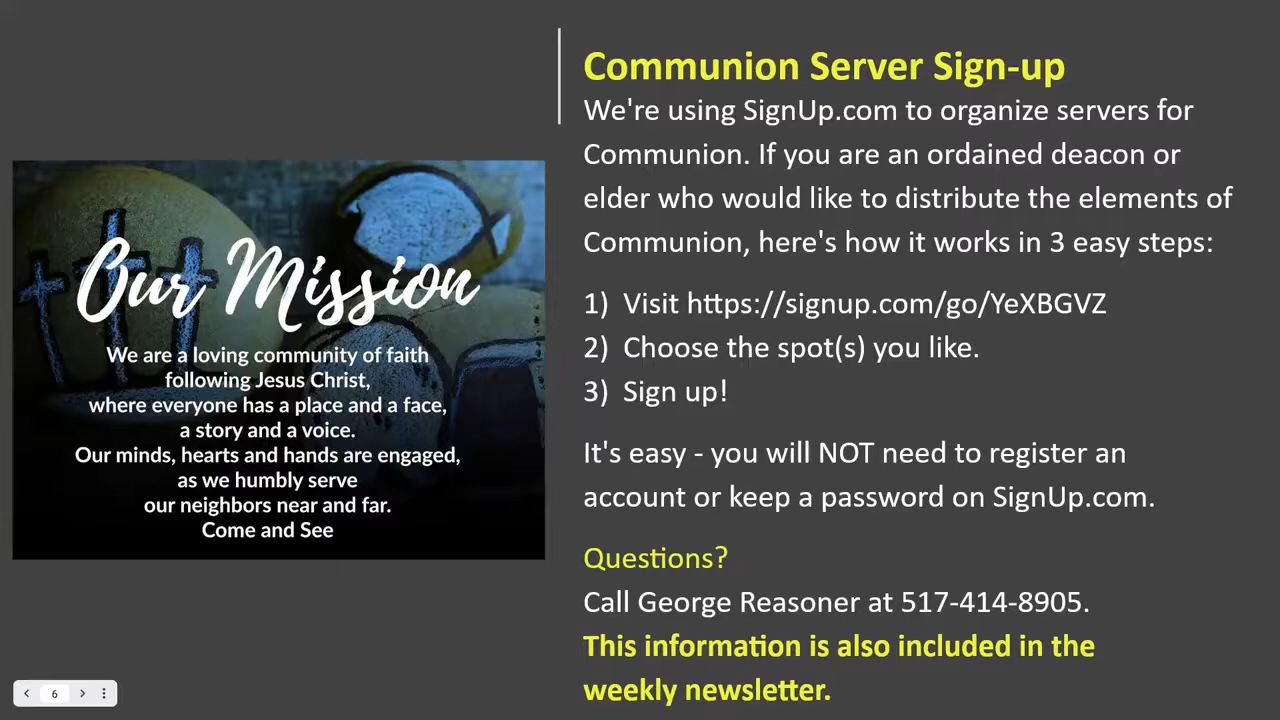 Our Mission
We are a loving community of faith
following Jesus Christ,
where everyone has a place and a face,
a story and a voice.
Our minds, hearts and hands are engaged,
as we humbly serve
our neighbors near and far.
Come and See
Communion Server Sign-up
We're using SignUp.com to organize servers for
Communion. If you are an ordained deacon or
elder who would like to distribute the elements of
Communion, here's how it works in 3 easy steps:
1) Visit https://signup.com/go/YeXBGVZ
2) Choose the spot(s) you like.
3) Sign up!
It's easy - you will NOT need to register an
account or keep a password on SignUp.com.
Questions?
Call George Reasoner at 517-414-8905.
This information is also included in the
weekly newsletter.
6